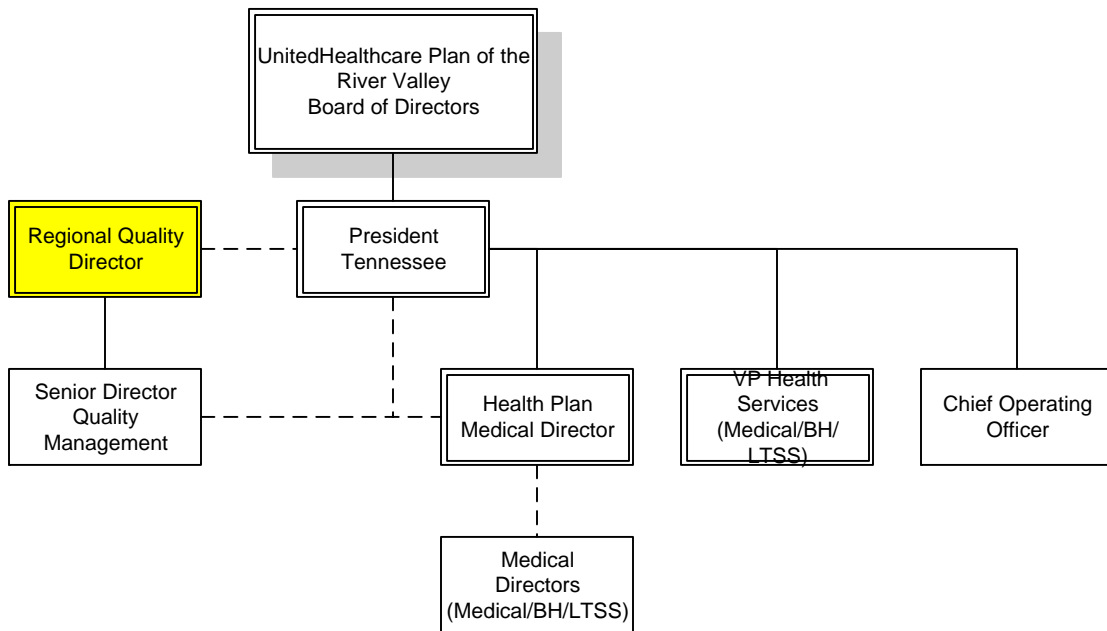 UnitedHealthcare Plan of the
River Valley
Board of Directors
Regional Quality
Director
President
Tennessee
Senior Director
Quality
Management
Health Plan
Medical Director
VP Health
Services
(Medical/BH/
LTSS)
Chief Operating
Officer
Medical
Directors
(Medical/BH/LTSS)